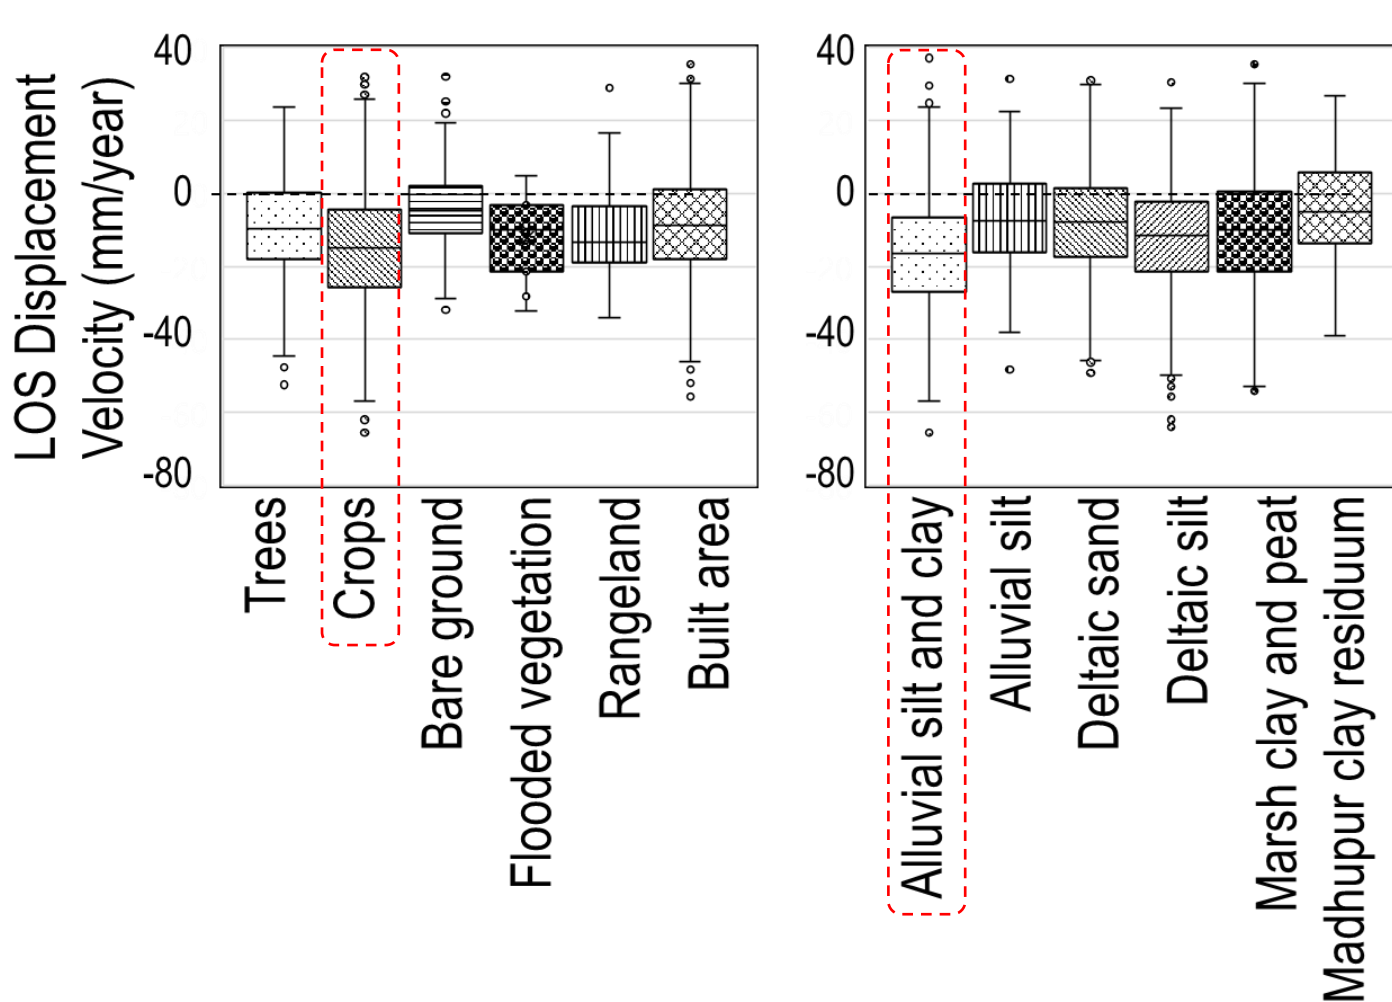 LOS Displacement
Velocity (mm/year)
40
0
-40
-80
Trees
Crops
Bare ground
Flooded vegetation
Rangeland
Built area
40
0
-40
-80
Alluvial silt and clay
Alluvial silt
Deltaic sand
Deltaic silt
Marsh clay and peat
Madhupur clay residuum